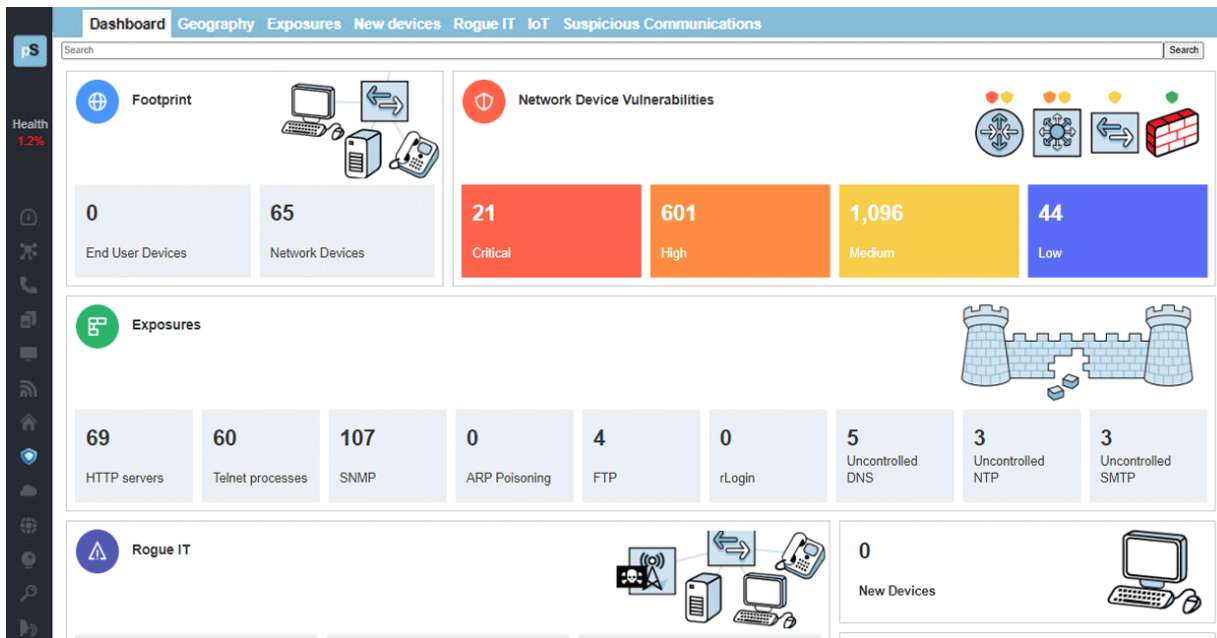 Dashboard Geography Exposures New devices Rogue IT IoT Suspicious Communications
pS
Search Search
Health
1.2%
Footprint
0
End User Devices
65
Network Devices
Network Device Vulnerabilities
21
Critical
601
High
1,096
Medium
44
Low
Exposures
69
HTTP servers
60
Telnet processes
107
SNMP
0
ARP Poisoning
4
FTP
0
rLogin
5
Uncontrolled
DNS
3
Uncontrolled
NTP
3
Uncontrolled
SMTP
Rogue IT
0
New Devices